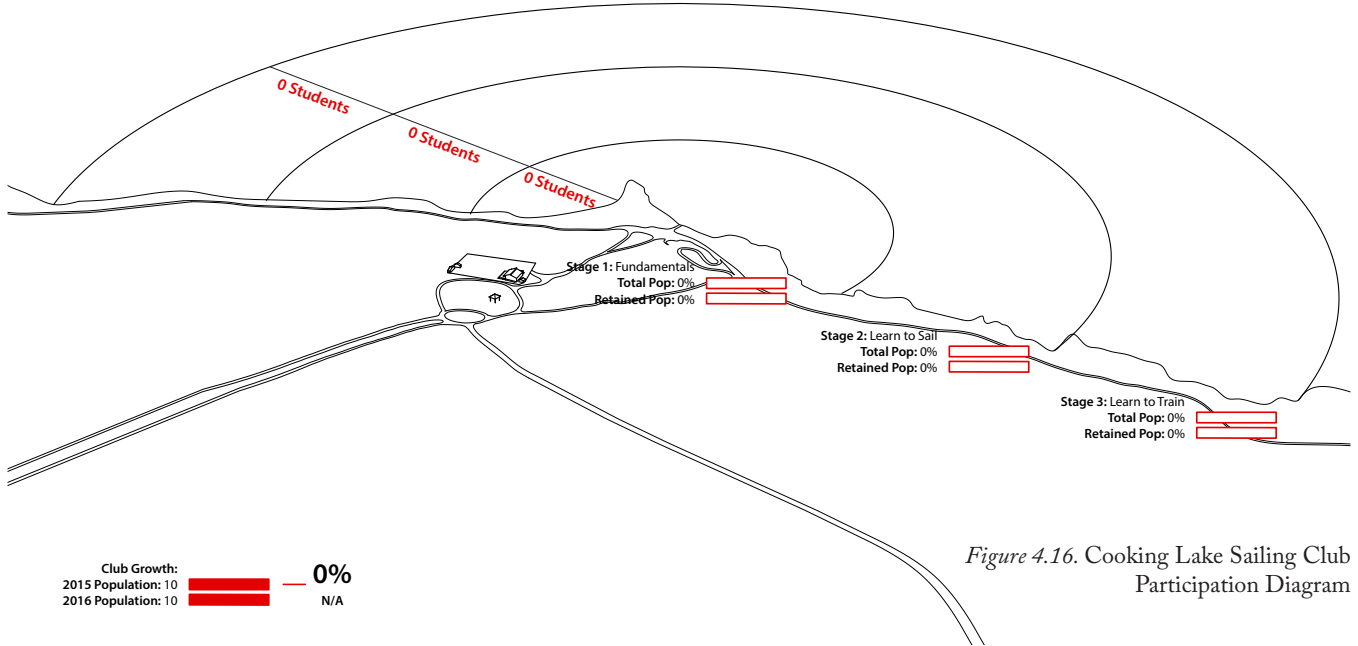 0 Students
0 Students
0 Students
Stage 1: Fundamentals
Total Pop: 0%
Retained Pop: 0%
Stage 2: Learn to Sail
Total Pop: 0%
Retained Pop: 0%
Stage 3: Learn to Train
Total Pop: 0%
Retained Pop: 0%
Club Growth:
2015 Population: 10
2016 Population: 10
0%
N/A
Figure 4.16. Cooking Lake Sailing Club
Participation Diagram